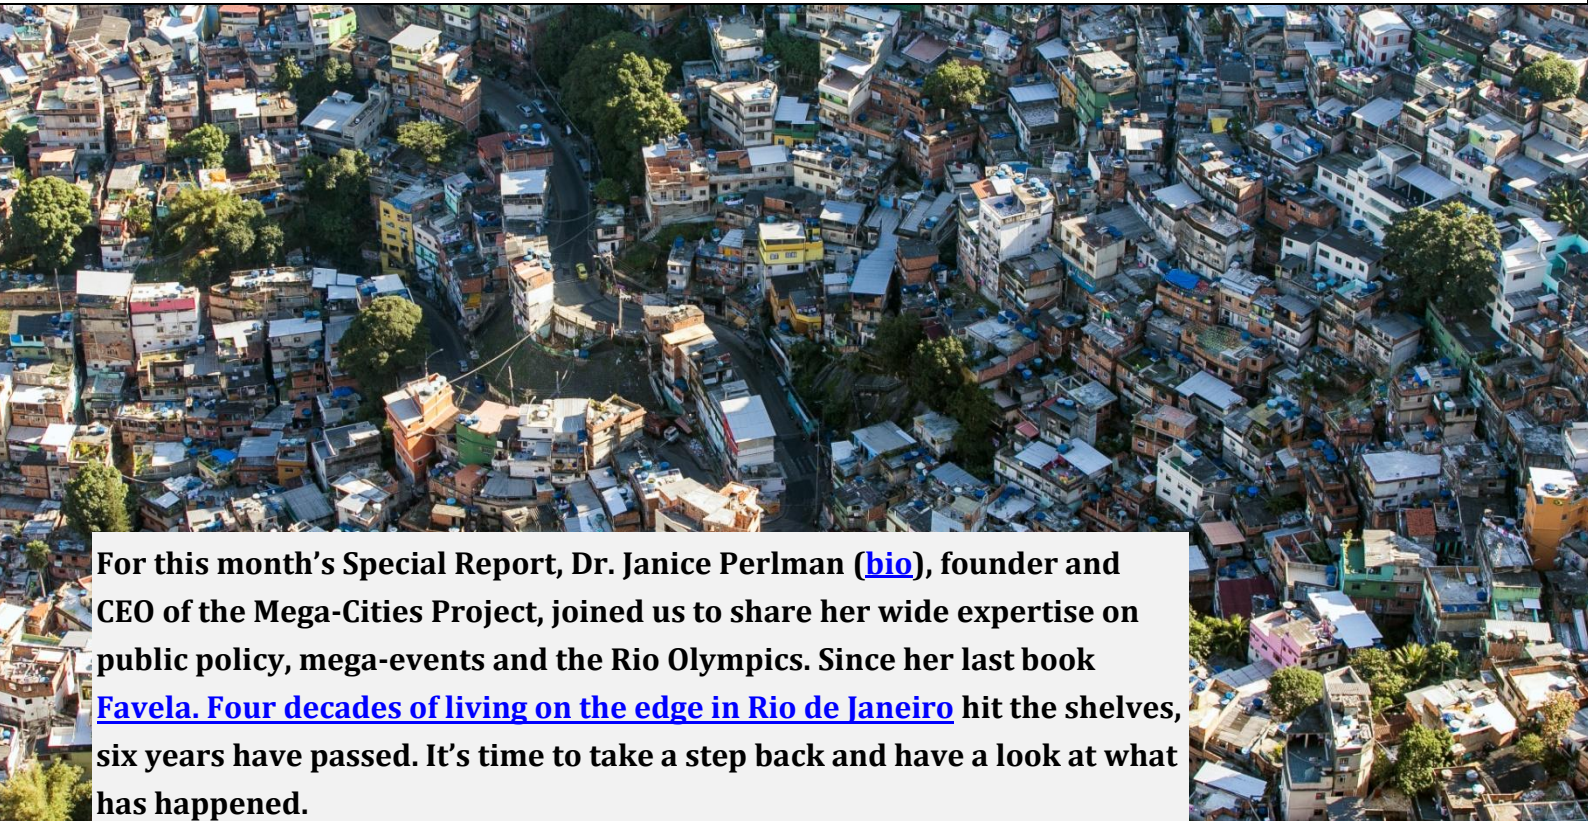 For this month’s Special Report, Dr. Janice Perlman (bio), founder and
CEO of the Mega-Cities Project, joined us to share her wide expertise on
public policy, mega-events and the Rio Olympics. Since her last book
Favela. Four decades of living on the edge in Rio de Janeiro hit the shelves,
six years have passed. It’s time to take a step back and have a look at what
has happened.